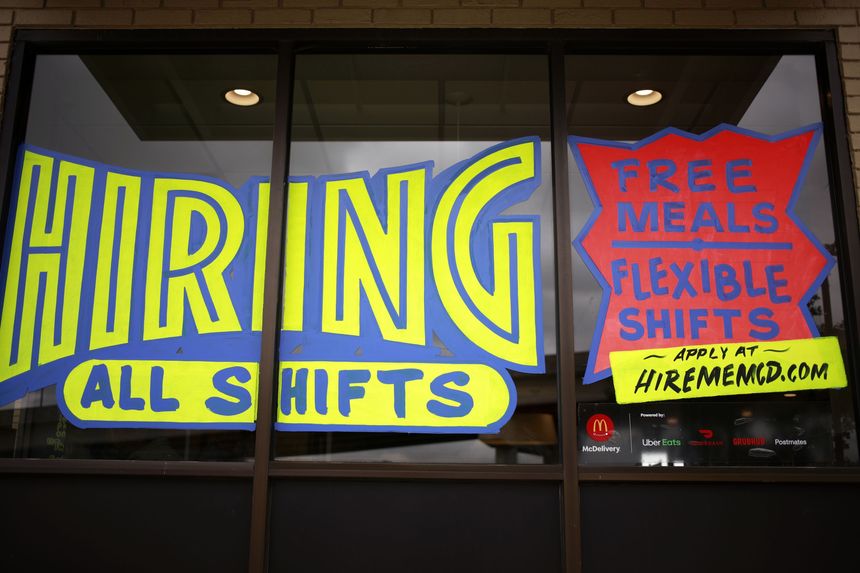 HIRING
ALL SHIFTS
FREE
MEALS
FLEXIBLE
SHIFTS
~ APPLY AT ~
HIREMEMCD.COM
McDelivery
Powered by:
Uber Eats
GRUBHUB
Postmates